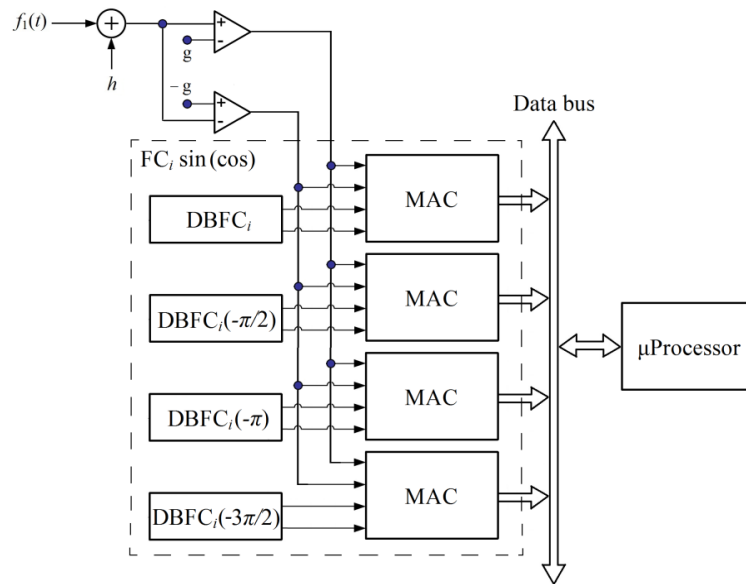 f₁(t)
+
h
g
+
-
– g
+
-
Data bus
FCᵢ sin (cos)
DBFCᵢ
MAC
DBFCᵢ(-π/2)
MAC
μProcessor
DBFCᵢ(-π)
MAC
DBFCᵢ(-3π/2)
MAC